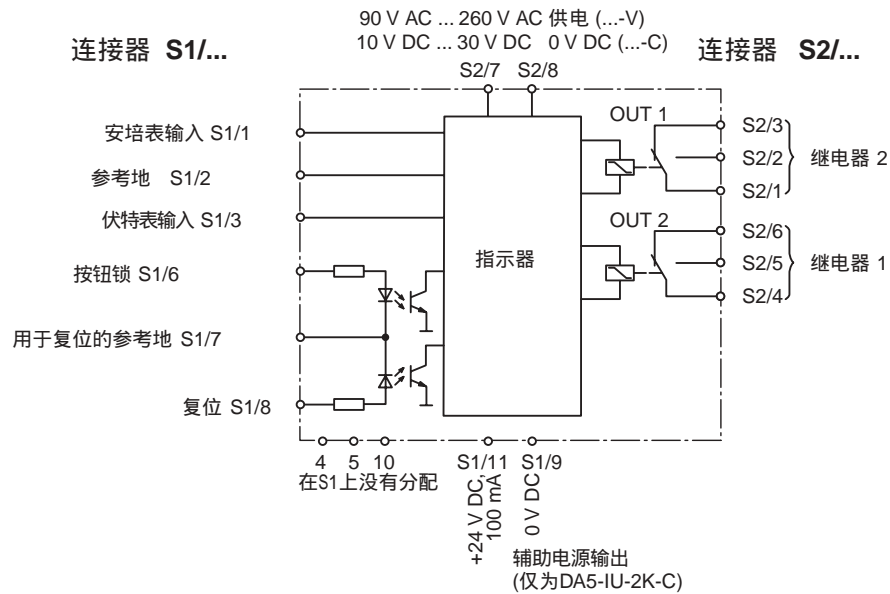 90 V AC ... 260 V AC 供电 (...-V)
10 V DC ... 30 V DC 0 V DC (...-C)
连接器 S1/...
连接器 S2/...
S2/7 S2/8
安培表输入 S1/1
参考地 S1/2
伏特表输入 S1/3
按钮锁 S1/6
用于复位的参考地 S1/7
复位 S1/8
指示器
OUT 1
S2/3
S2/2
S2/1
继电器 2
OUT 2
S2/6
S2/5
S2/4
继电器 1
4 5 10
在S1上没有分配
S1/11 S1/9
+24 V DC,
100 mA
0 V DC
辅助电源输出
(仅为DA5-IU-2K-C)